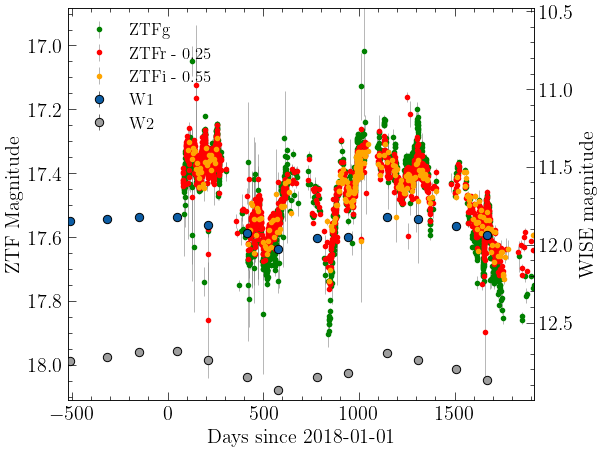 ZTFg
ZTFr - 0.25
ZTFi - 0.55
W1
W2
17.0
17.2
17.4
17.6
17.8
18.0
ZTF Magnitude
10.5
11.0
11.5
12.0
12.5
WISE magnitude
−500
0
500
1000
1500
Days since 2018-01-01